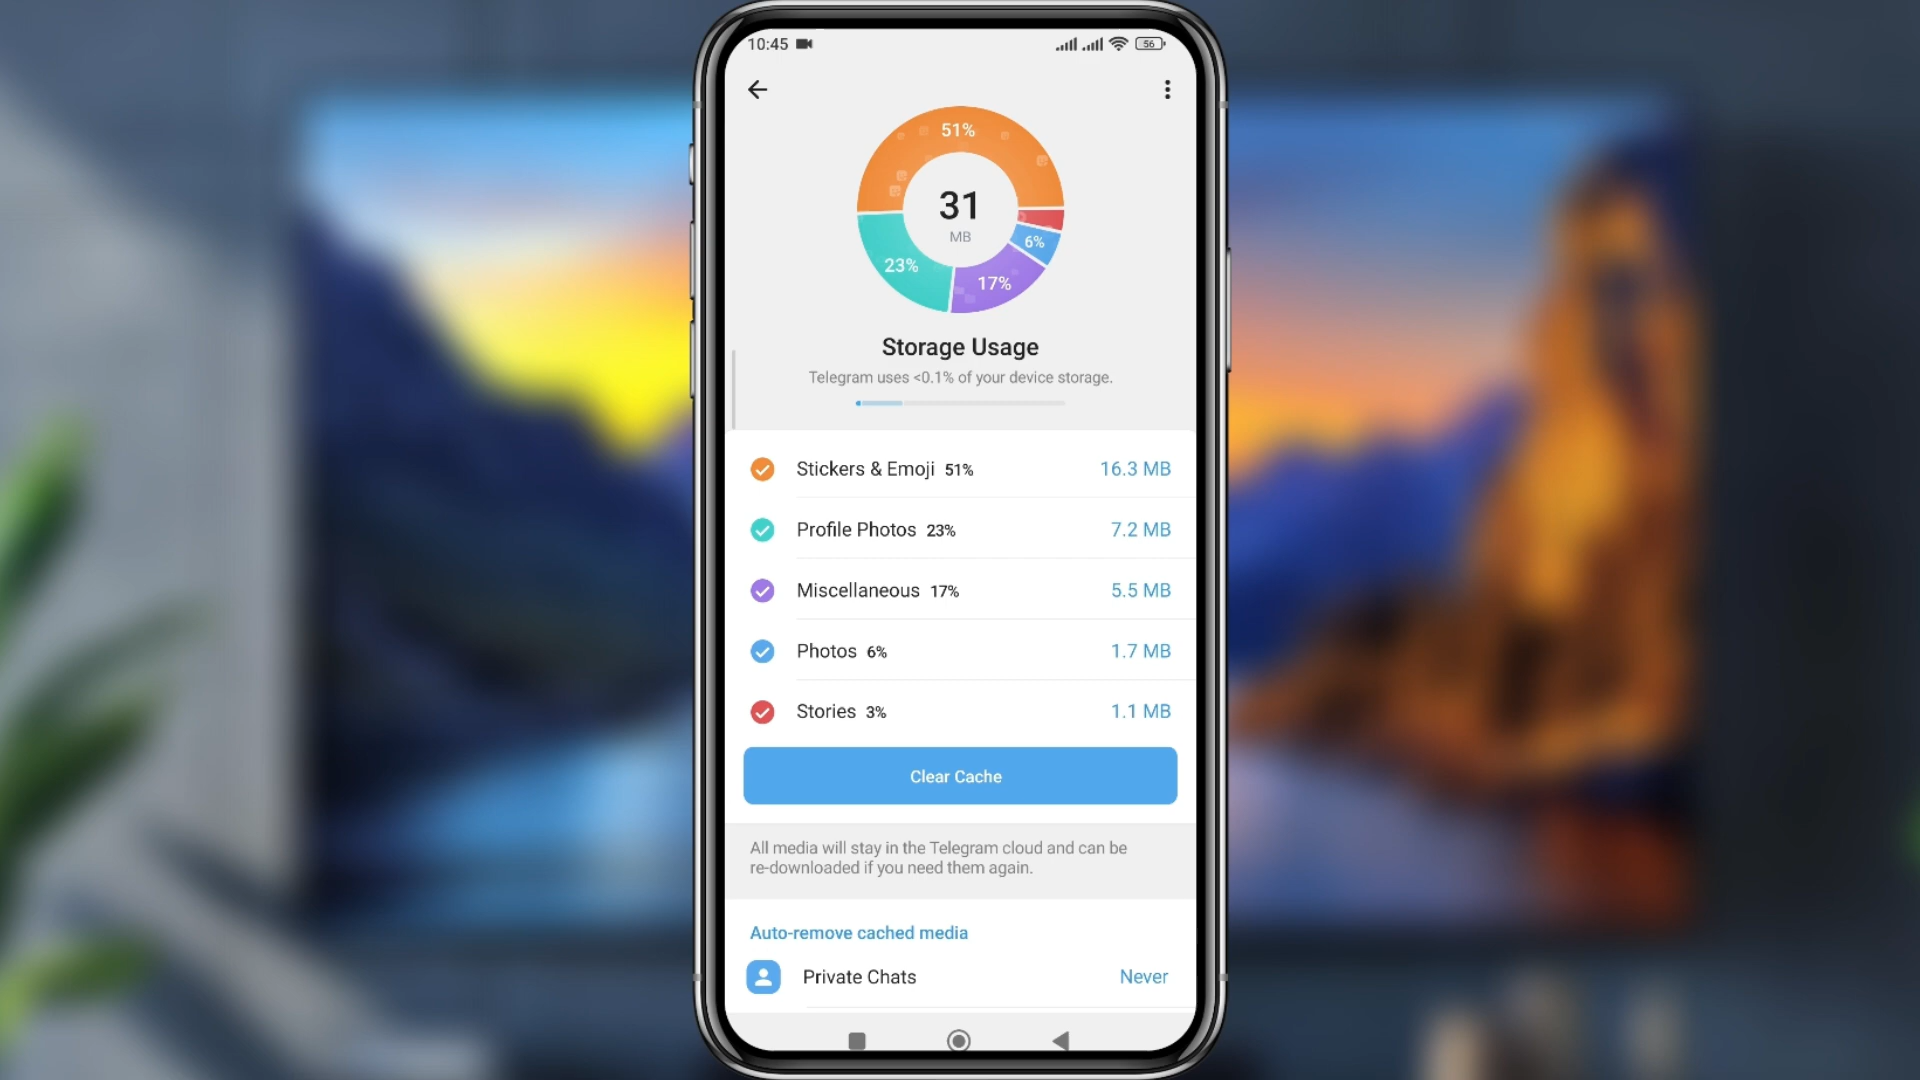 10:45
56
51%
31
MB
6%
23%
17%
Storage Usage
Telegram uses <0.1% of your device storage.
Stickers & Emoji 51% 16.3 MB
Profile Photos 23% 7.2 MB
Miscellaneous 17% 5.5 MB
Photos 6% 1.7 MB
Stories 3% 1.1 MB
Clear Cache
All media will stay in the Telegram cloud and can be
re-downloaded if you need them again.
Auto-remove cached media
Private Chats Never